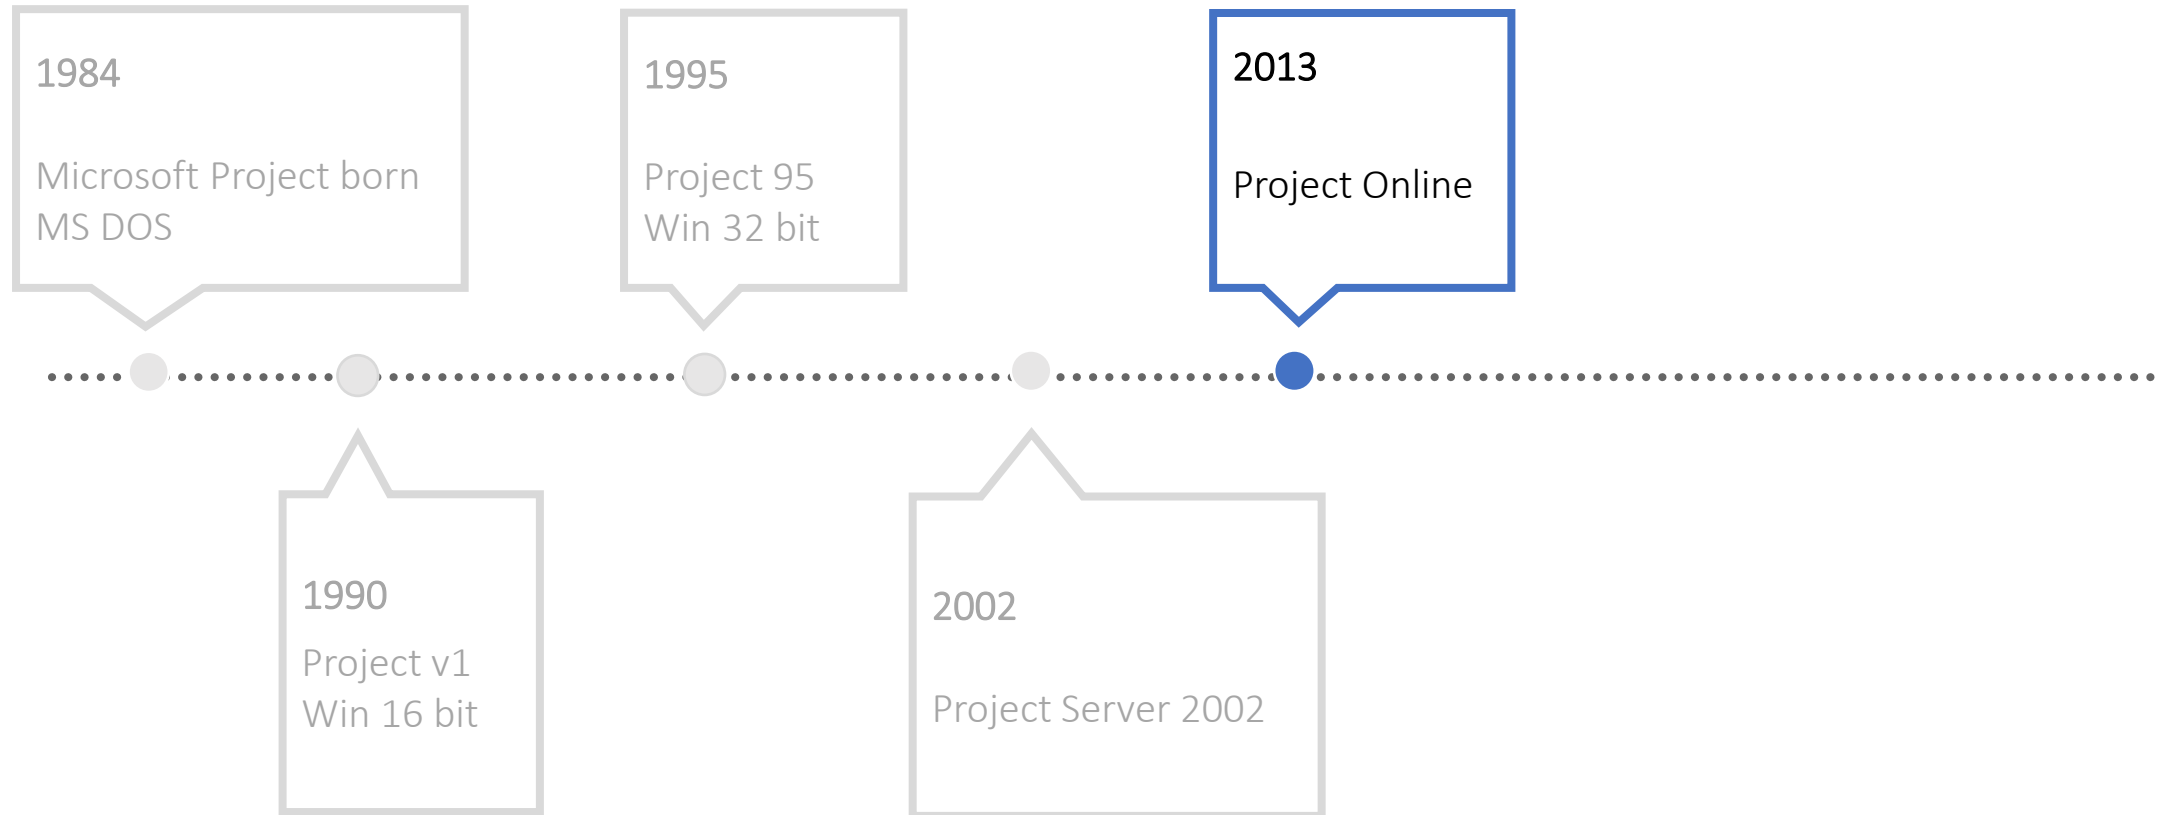 1984
Microsoft Project born
MS DOS
1990
Project v1
Win 16 bit
1995
Project 95
Win 32 bit
2002
Project Server 2002
2013
Project Online